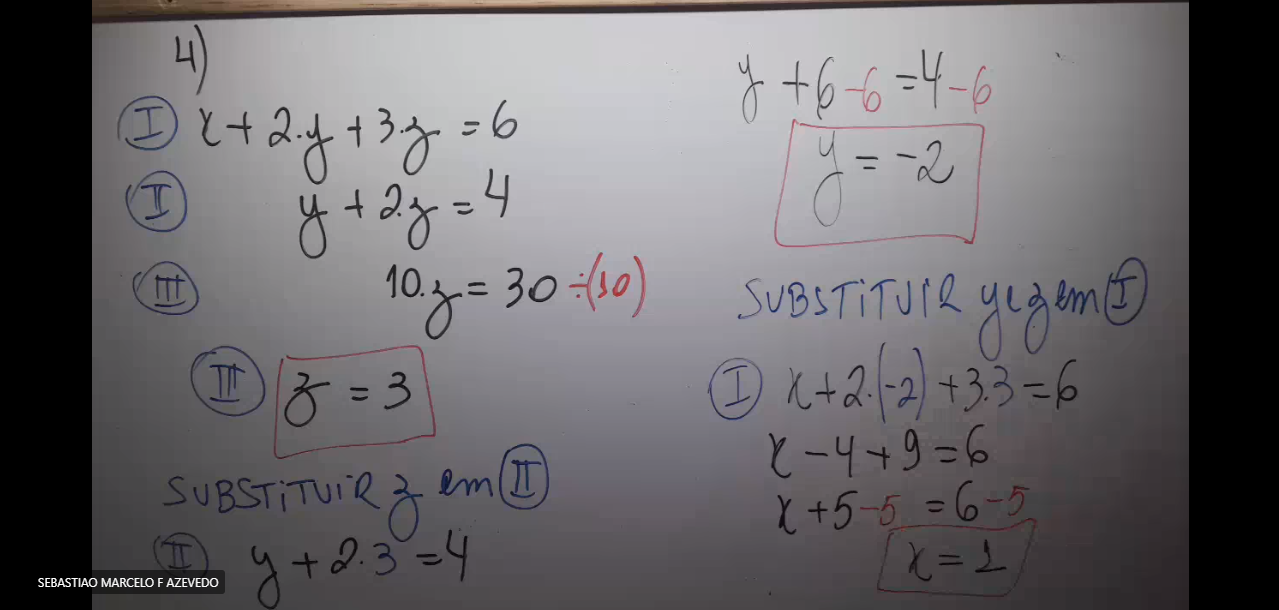 4)
I x + 2.y + 3.z = 6
II y + 2.z = 4
III 10.z = 30 ÷(10)
III z = 3
SUBSTITUIR z em II
II y + 2.3 = 4
y + 6 - 6 = 4 - 6
y = -2
SUBSTITUIR y e z em I
I x + 2.(-2) + 3.3 = 6
x - 4 + 9 = 6
x + 5 - 5 = 6 - 5
x = 1
SEBASTIAO MARCELO F AZEVEDO